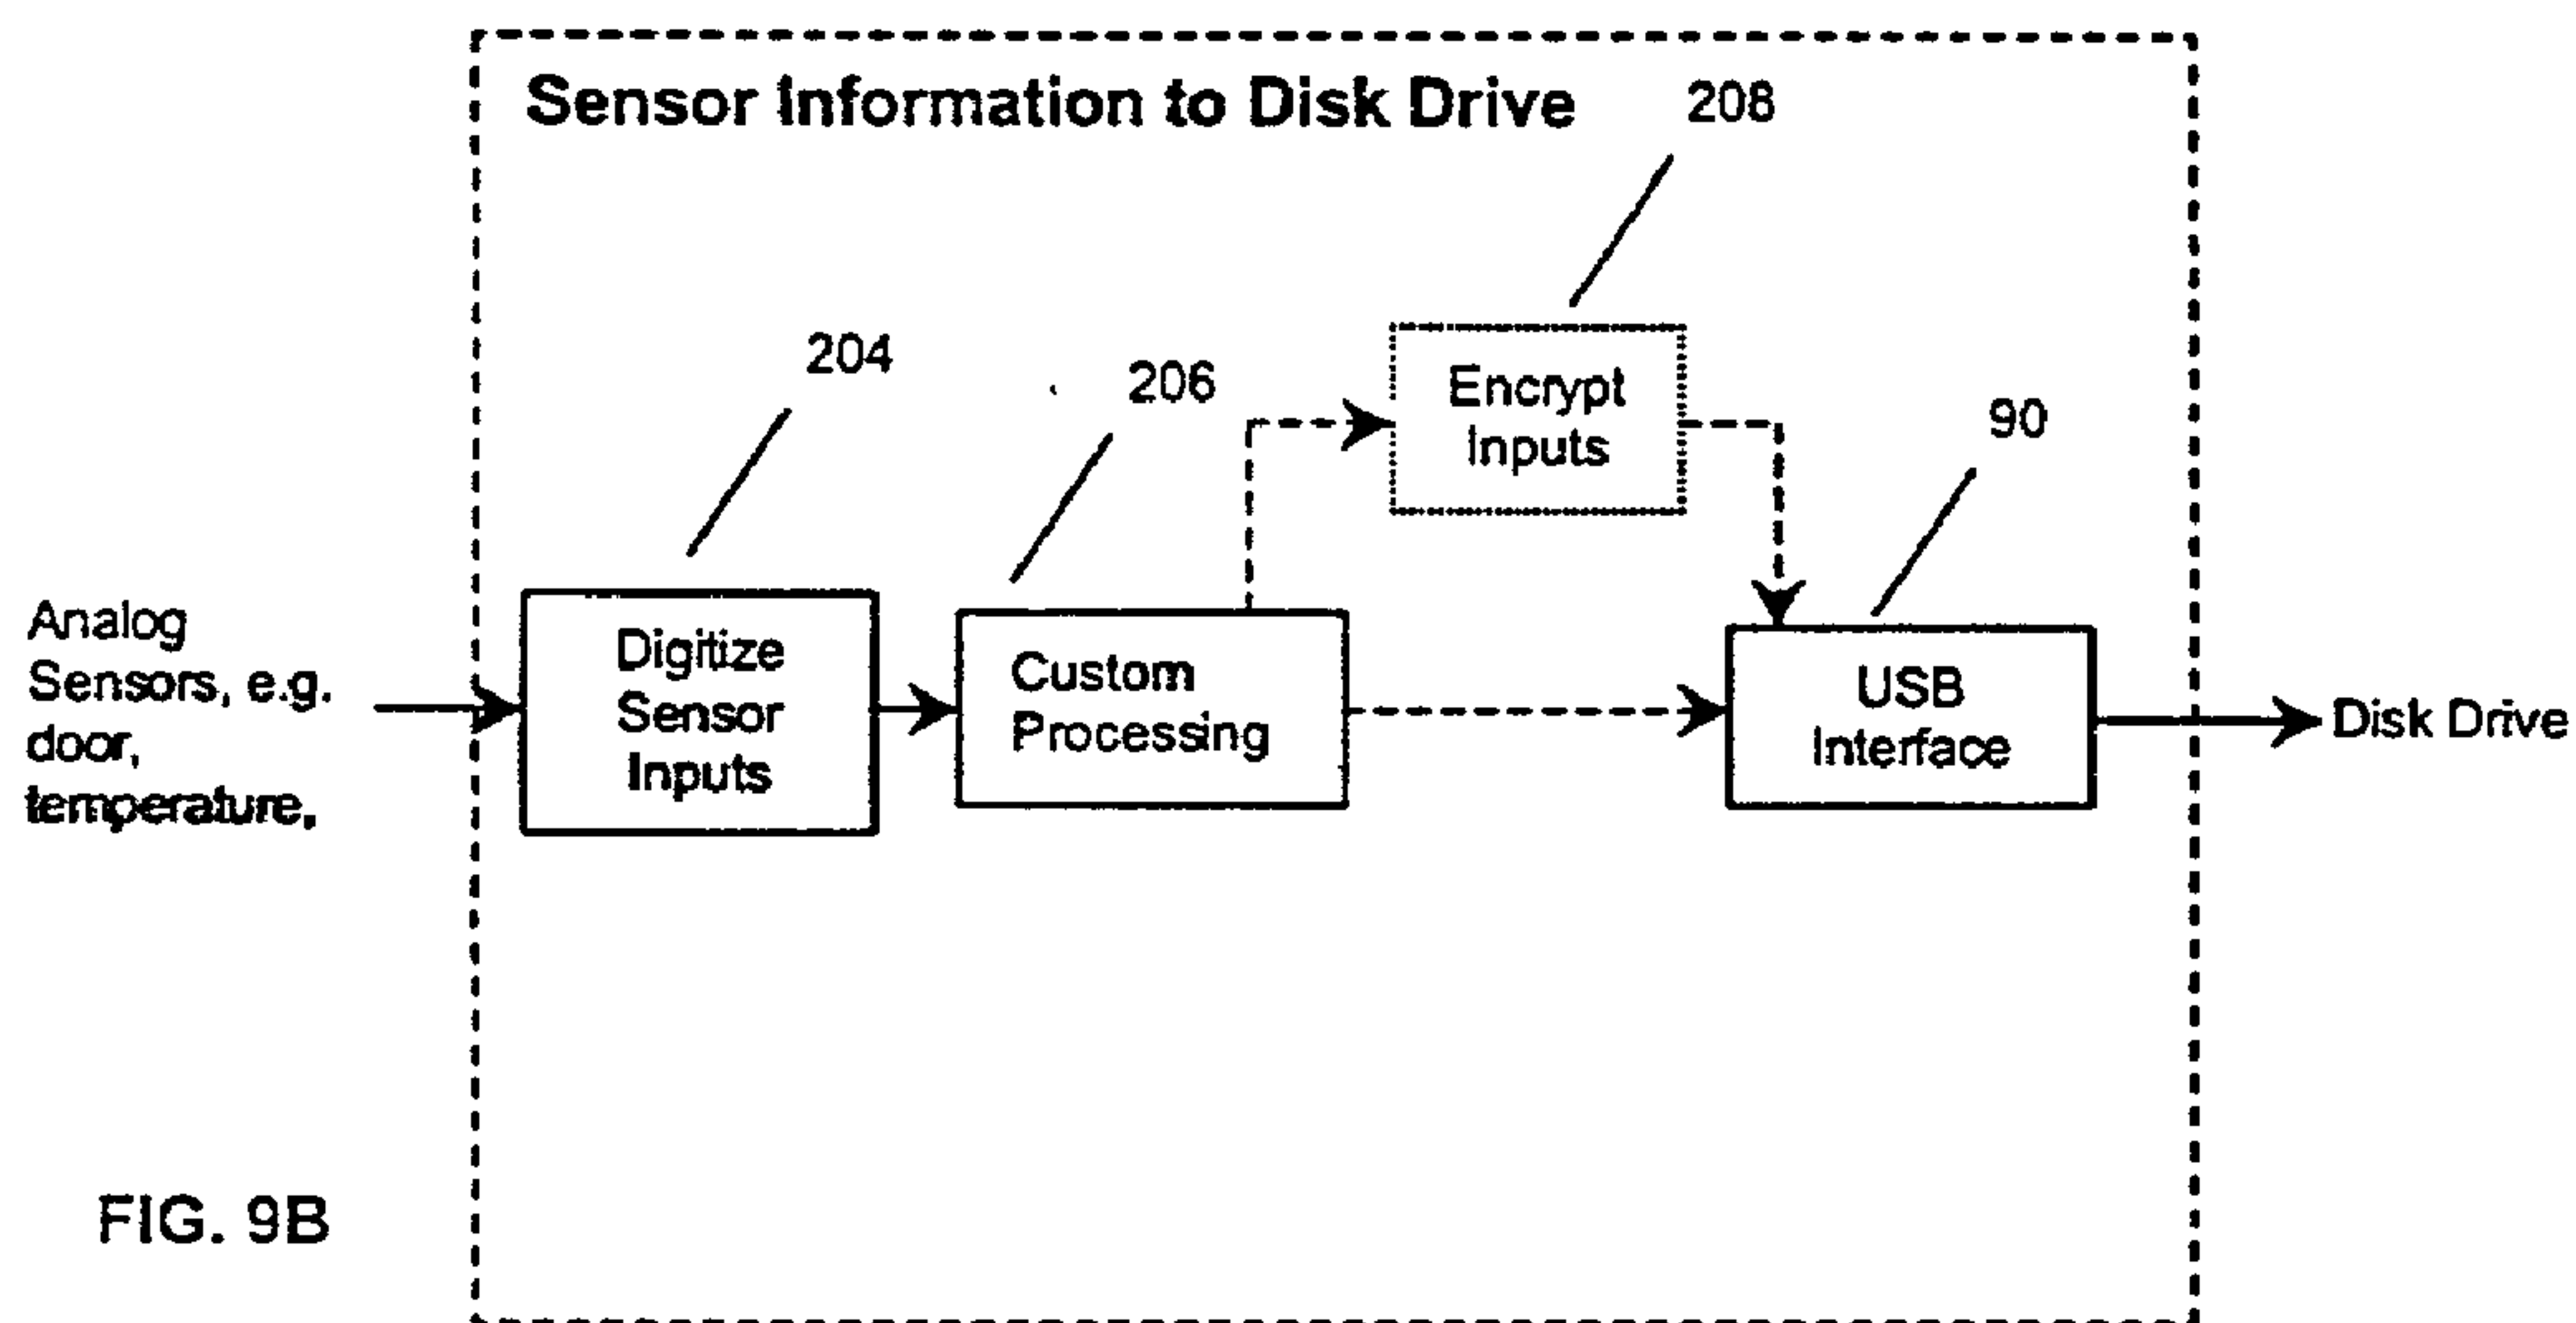 Sensor Information to Disk Drive
208
204
206
Encrypt
Inputs
90
Analog
Sensors, e.g.
door,
temperature,
Digitize
Sensor
Inputs
Custom
Processing
USB
Interface
Disk Drive
FIG. 9B